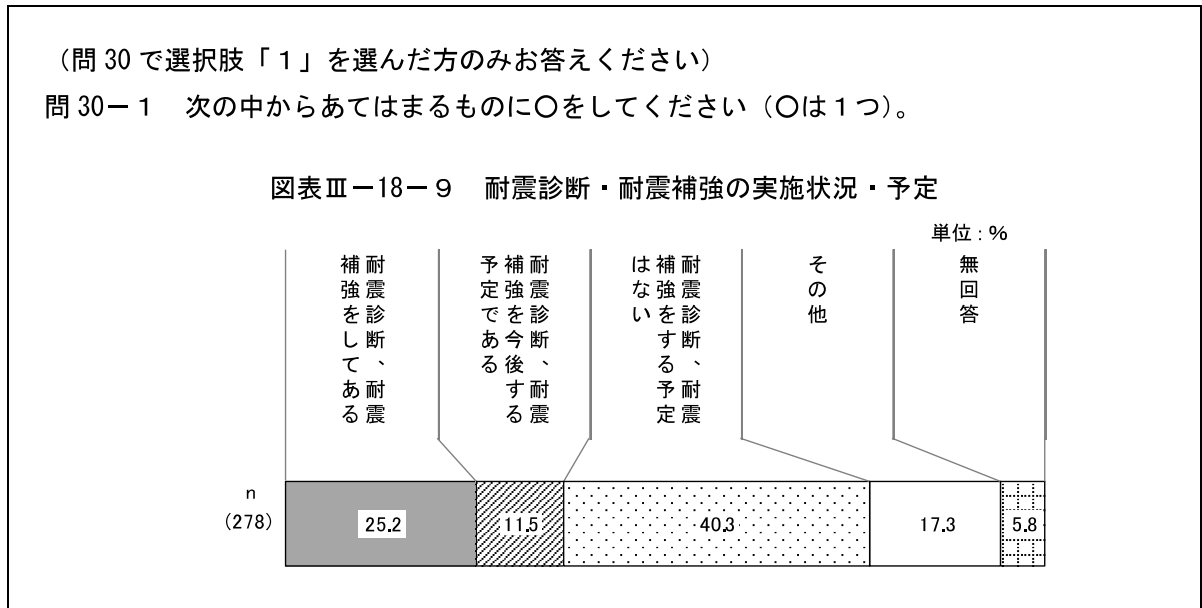 （問 30 で選択肢「１」を選んだ方のみお答えください）
問 30－１　次の中からあてはまるものに〇をしてください（〇は１つ）。
図表Ⅲ－18－９　耐震診断・耐震補強の実施状況・予定
単位：％
耐震診断、耐震
補強をしてある
耐震診断、耐震
補強を今後する
予定である
耐震診断、耐震
補強をする予定
はない
その他
無回答
n
(278)
25.2
11.5
40.3
17.3
5.8